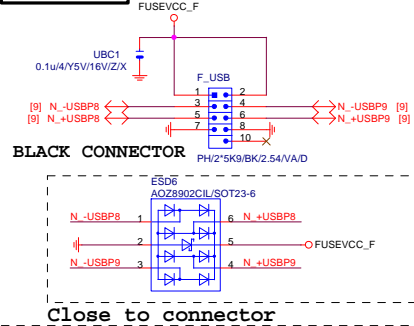 FUSEVCC_F
UBC1
0.1u/4/Y5V/16V/Z/X
F_USB
1 2
[9] N_-USBP8 3 4 N_-USBP9 [9]
[9] N_+USBP8 5 6 N_+USBP9 [9]
7 8
10
BLACK CONNECTOR
PH/2*5K9/BK/2.54/VA/D
ESD6
AOZ8902CIL/SOT23-6
N_-USBP8 1 6 N_+USBP8
2 5 FUSEVCC_F
N_-USBP9 3 4 N_+USBP9
Close to connector